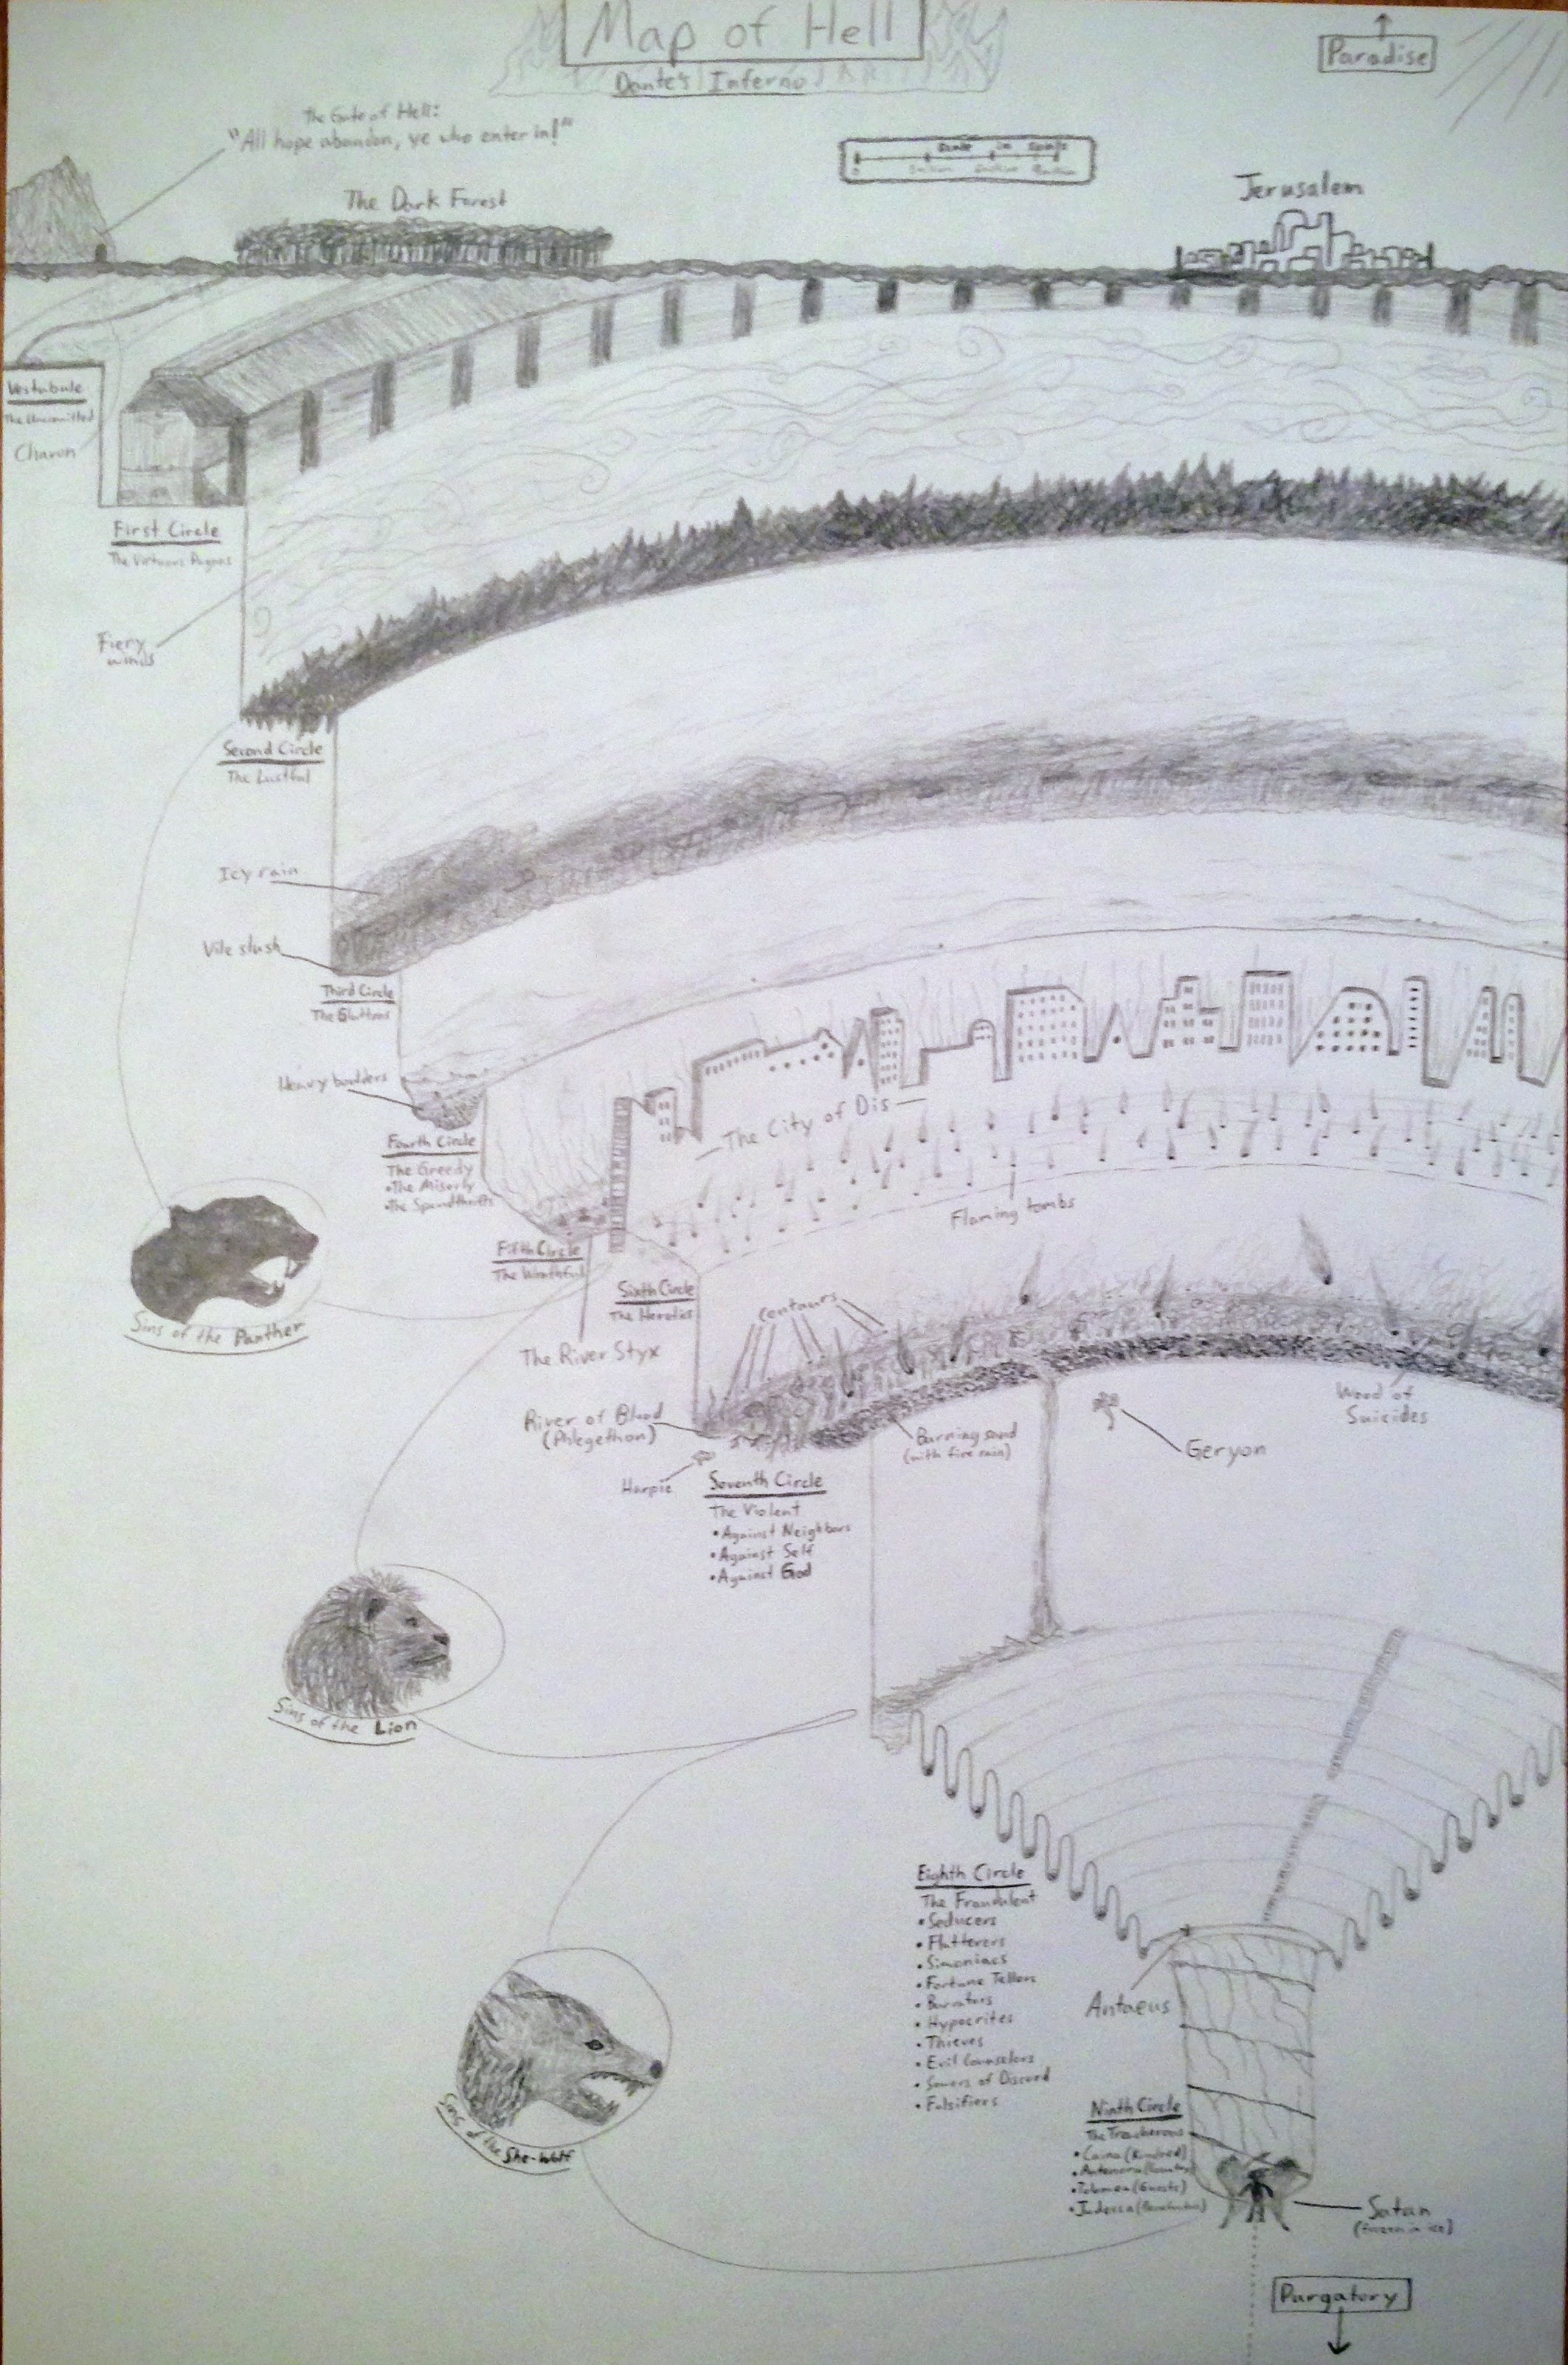 Map of Hell
Dante's Inferno
Paradise
The Gate of Hell:
"All hope abandon, ye who enter in!"
The Dark Forest
Scale in
0
Jerusalem
Vestubule
The Uncommitted
Charon
First Circle
The Virtuous Pagans
Fiery
winds
Second Circle
The Lustful
Icy rain
Vile slush
Third Circle
The Gluttons
Heavy boulders
Fourth Circle
The Greedy
•The Miserly
•The Spendthrifts
The City of Dis
Flaming tombs
Fifth Circle
The Wrathful
Sixth Circle
The Heretics
The River Styx
Sins of the Panther
Centaurs
River of Blood
(Phlegethon)
Harpie
Burning sand
(with fire rain)
Wood of
Suicides
Geryon
Seventh Circle
The Violent
•Against Neighbors
•Against Self
•Against God
Sins of the Lion
Eighth Circle
The Fraudulent
•Seducers
•Flatterers
•Simoniacs
•Fortune Tellers
•Barrators
•Hypocrites
•Thieves
•Evil Counselors
•Sowers of Discord
•Falsifiers
Antaeus
Ninth Circle
The Treacherous
•Caina (Kindred)
•Antenora
•Tolomea (Guests)
•Judecca
Sins of the She-Wolf
Satan
(frozen in ice)
Purgatory